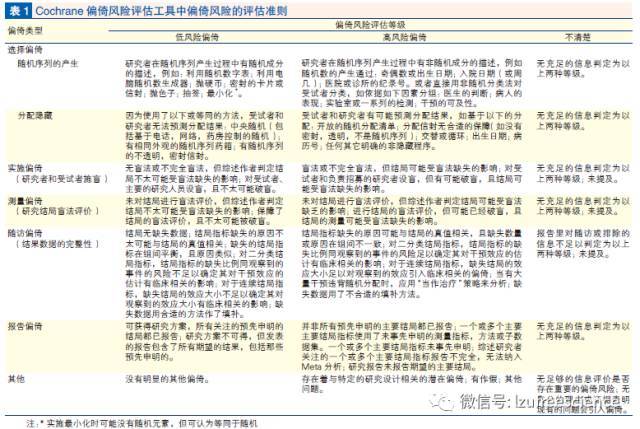 表 1 Cochrane 偏倚风险评估工具中偏倚风险的评估准则
偏倚类型
偏倚风险评估等级
低风险偏倚
高风险偏倚
不清楚
选择偏倚
随机序列的产生
研究者在随机序列产生过程中有随机成分
的描述，例如：利用随机数字表；利用电
脑随机数生成器；抛硬币；密封的卡片或
信封；抛色子；抽签；最小化*。
研究者在随机序列产生过程中有非随机成分的描述，例如
随机数的产生通过：奇偶数或出生日期；入院日期（或周
几）；医院或诊所的纪录号。或者直接用非随机分类法对
受试者分类，如依据如下因素分组：医生的判断；病人的
表现；实验室或一系列的检测；干预的可及性。
无充足的信息判定为以
上两种等级。
分配隐藏
因为使用了以下或等同的方法，受试者和
研究者无法预测分配结果：中央随机（包
括基于电话，网络，药房控制的随机）；
有相同外观的随机序列药箱；有随机序列
的不透明，密封信封。
受试者和研究者有可能预测分配结果，如基于以下的分
配：开放的随机分配清单；分配信封无合适的保障（如没有
密封，透明，不是随机序列）；交替或循环；出生日期；病
历号；任何其它明确的非隐藏程序。
无充足的信息判定为以
上两种等级。
实施偏倚
（研究者和受试者施盲）
无盲法或不完全盲法，但综述作者判定结
局不太可能受盲法缺失的影响；对受试者、
主要的研究人员设盲，且不太可能破盲。
盲法或不完全盲法，但结局可能受盲法缺失的影响；对受
试者和负责招募的研究者设盲，但有可能破盲，且结局可
能受盲法缺失的影响。
无充足的信息判定为以
上两种等级；未提及。
测量偏倚
（研究结局盲法评价）
未对结局进行盲法评价，但综述作者判定
结局不太可能受盲法缺失的影响；保障了
结局的盲法评价，且不太可能被破盲。
未对结局进行盲法评价，但综述作者判定结局可能受盲法
缺乏的影响；进行结局的盲法评价，但可能已经破盲，且
结局的测量可能受盲法缺失的影响。
无充足的信息判定为以
上两种等级；未提及。
随访偏倚
（结果数据的完整性）
结局无缺失数据；结局指标缺失的原因不
太可能与结局的真值相关；缺失的结局指
标在组间平衡，且原因类似；对二分类结
局指标，结局指标的缺失比例同观察到的
事件的风险不足以确定其对干预效应的
估计有临床相关的影响；对于连续结局指
标，缺失结局的效应大小不足以确定其对
观察到的效应大小有临床相关的影响；缺
失数据用合适的方法作了填补。
结局指标缺失的原因可能与结局的真值相关，且缺失数量
或原因在组间不一致；对二分类结局指标，结局指标的缺
失比例同观察到的事件的风险足以确定其对干预效应的
估计有临床相关的影响；对于连续结局指标，缺失结局的效
应大小足以对观察到的效应引入临床相关的偏倚；当有大
量干预违背随机分配时，应用“当作治疗”策略来分析；缺
失数据用了不合适的填补方法。
报告里对随访或排除的
信息不足以判定为以上
两种等级；未提及。
报告偏倚
可获得研究方案，所有关注的预先申明的
结局都已报告；研究方案不可得，但发表
的报告包含了所有期望的结果，包括那些
预先申明的。
并非所有预先申明的主要结局都已报告；一个或多个主要
主要结局指标使用了未事先申明的测量指标，方法或子数
据集。一个或多个主要结局指标未事先申明；综述研究者
关注的一个或多个主要结局指标报告不完全，无法纳入
Meta 分析；研究报告未报告期望的主要结局。
无充足的信息判定为以
上两种等级。
其他
没有明显的其他偏倚。
存在着与特定的研究设计相关的潜在偏倚；有作假；其他
问题。
无足够的信息评价是否
存在重要的偏倚风险；无
现有的问题会引入偏倚。
微信号: lzu
注：* 实施最小化时可能没有随机元素，但可认为等同于随机